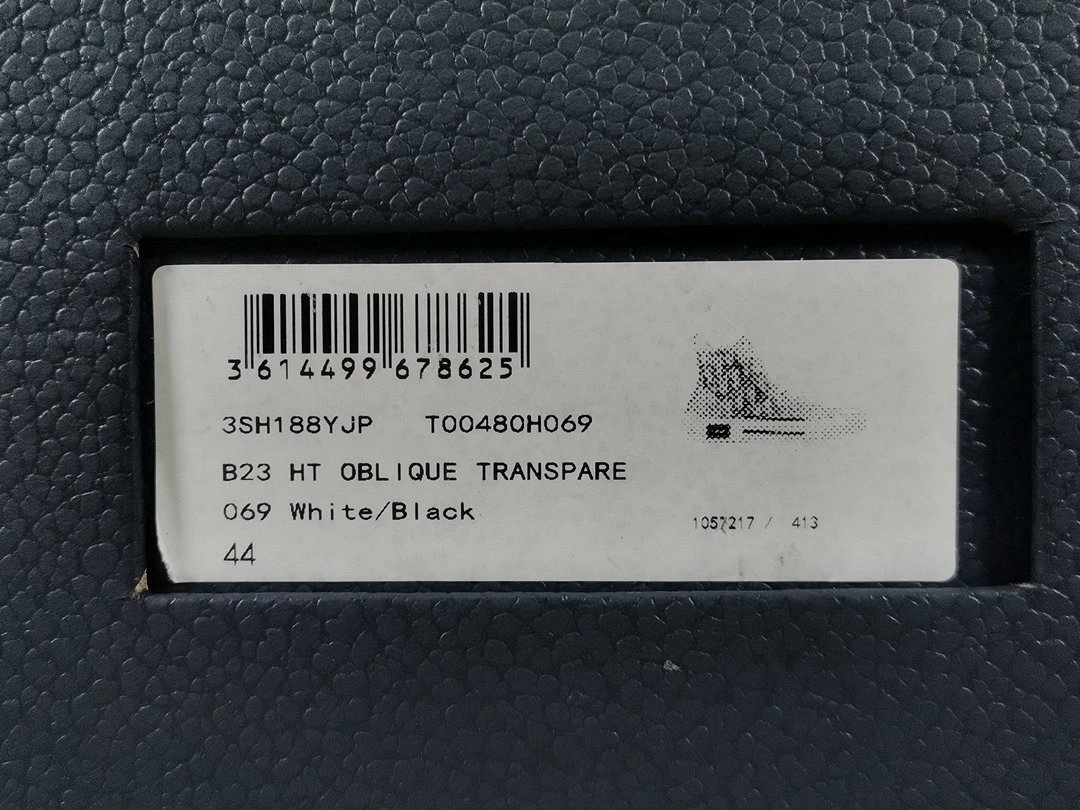 3 614499 678625
3SH188YJP T00480H069
B23 HT OBLIQUE TRANSPARE
069 White/Black
44
1057217 / 413